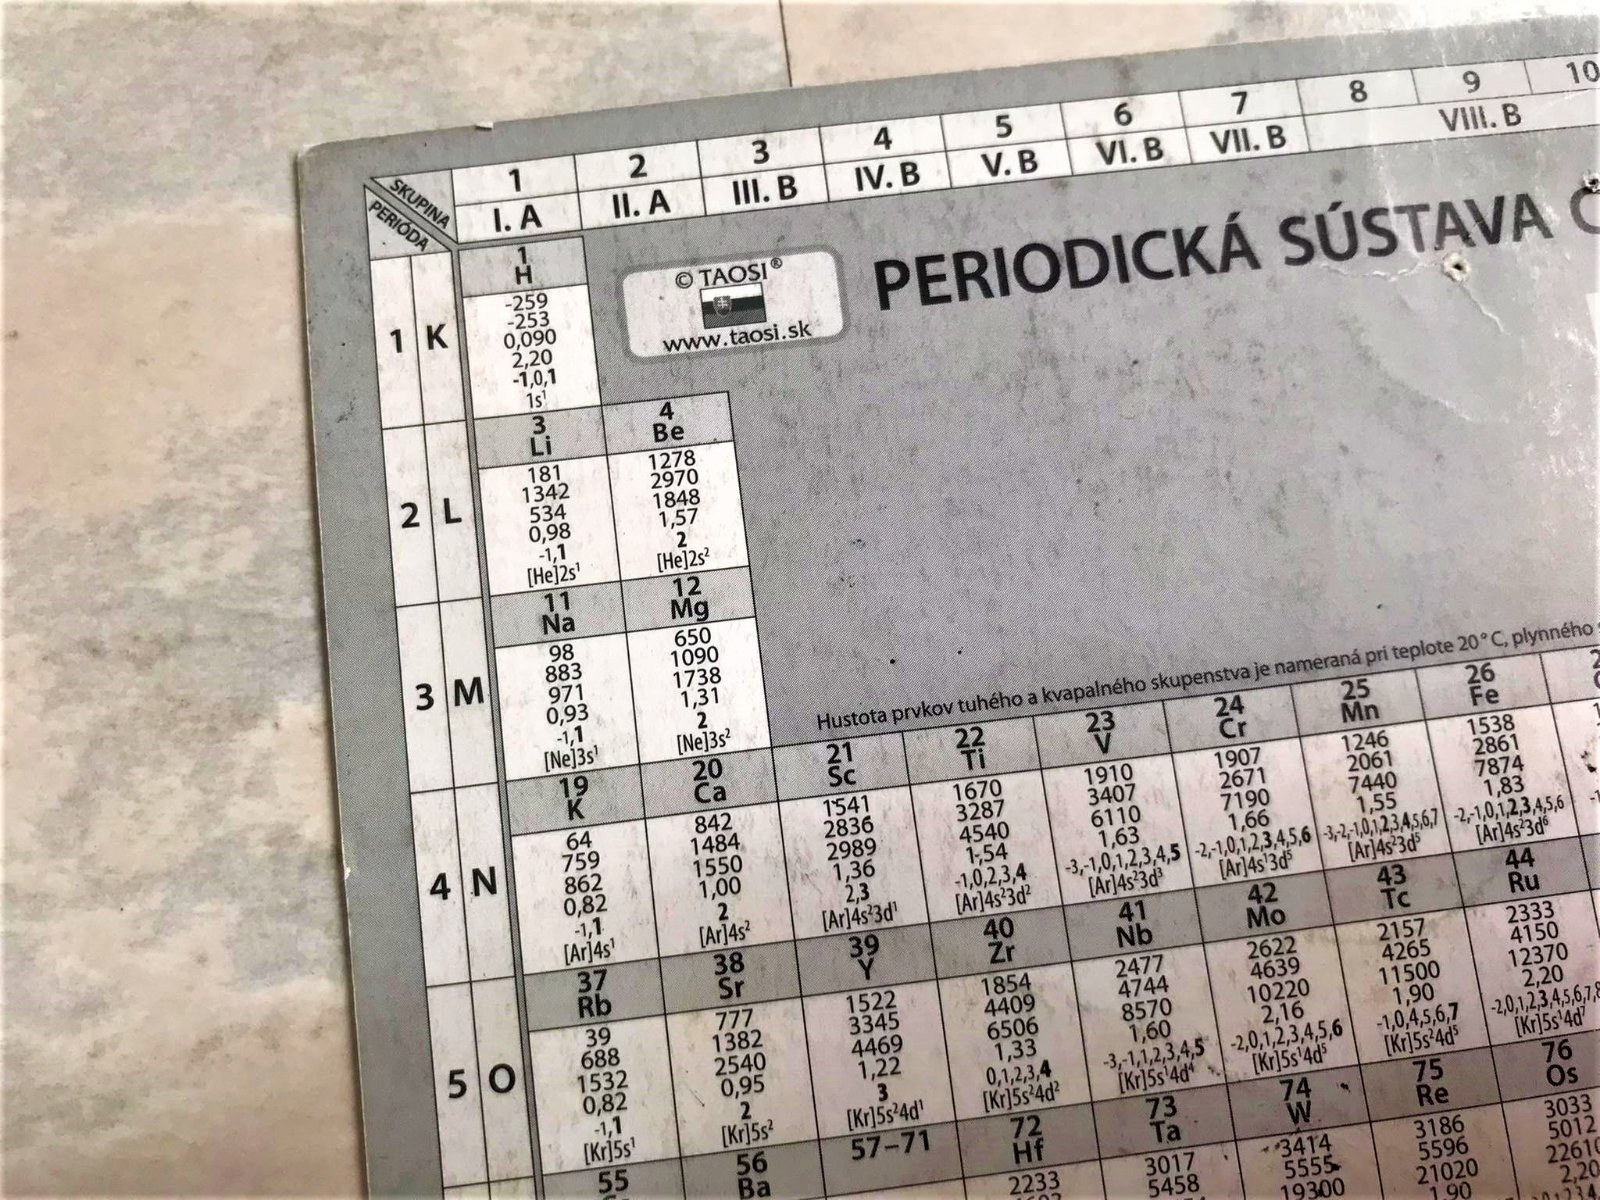 1 2 3 4 5 6 7 8 9 10
I. A II. A III. B IV. B V. B VI. B VII. B VIII. B
SKUPINA
PERIÓDA
© TAOSI®
www.taosi.sk
PERIODICKÁ SÚSTAVA
1 K
1
H
-259
-253
0,090
2,20
-1,0,1
1s¹
2 L
3
Li
181
1342
534
0,98
-1,1
[He]2s¹
4
Be
1278
2970
1848
1,57
2
[He]2s²
3 M
11
Na
98
883
971
0,93
-1,1
[Ne]3s¹
12
Mg
650
1090
1738
1,31
2
[Ne]3s²
Hustota prvkov tuhého a kvapalného skupenstva je nameraná pri teplote 20° C, plynného
4 N
19
K
64
759
862
0,82
-1,1
[Ar]4s¹
20
Ca
842
1484
1550
1,00
2
[Ar]4s²
21
Sc
1541
2836
2989
1,36
2,3
[Ar]4s²3d¹
22
Ti
1670
3287
4540
1,54
-1,0,2,3,4
[Ar]4s²3d²
23
V
1910
3407
6110
1,63
-3,-1,0,1,2,3,4,5
[Ar]4s²3d³
24
Cr
1907
2671
7190
1,66
-2,-1,0,1,2,3,4,5,6
[Ar]4s¹3d⁵
25
Mn
1246
2061
7440
1,55
-3,-2,-1,0,1,2,3,4,5,6,7
[Ar]4s²3d⁵
26
Fe
1538
2861
7874
1,83
-2,-1,0,1,2,3,4,5,6
[Ar]4s²3d⁶
5 O
37
Rb
39
688
1532
0,82
-1,1
[Kr]5s¹
38
Sr
777
1382
2540
0,95
2
[Kr]5s²
39
Y
1522
3345
4469
1,22
3
[Kr]5s²4d¹
40
Zr
1854
4409
6506
1,33
0,1,2,3,4
[Kr]5s²4d²
41
Nb
2477
4744
8570
1,60
-3,-1,1,2,3,4,5
[Kr]5s¹4d⁴
42
Mo
2622
4639
10220
2,16
-2,0,1,2,3,4,5,6
[Kr]5s¹4d⁵
43
Tc
2157
4265
11500
1,90
-1,0,4,5,6,7
[Kr]5s²4d⁵
44
Ru
2333
4150
12370
2,20
-2,0,1,2,3,4,5,6,7,8
[Kr]5s¹4d⁷
55
56
Ba
57–71
72
Hf
2233
73
Ta
3017
5458
74
W
3414
5555
19300
75
Re
3186
5596
21020
1,90
76
Os
3033
5012
22610
2,20